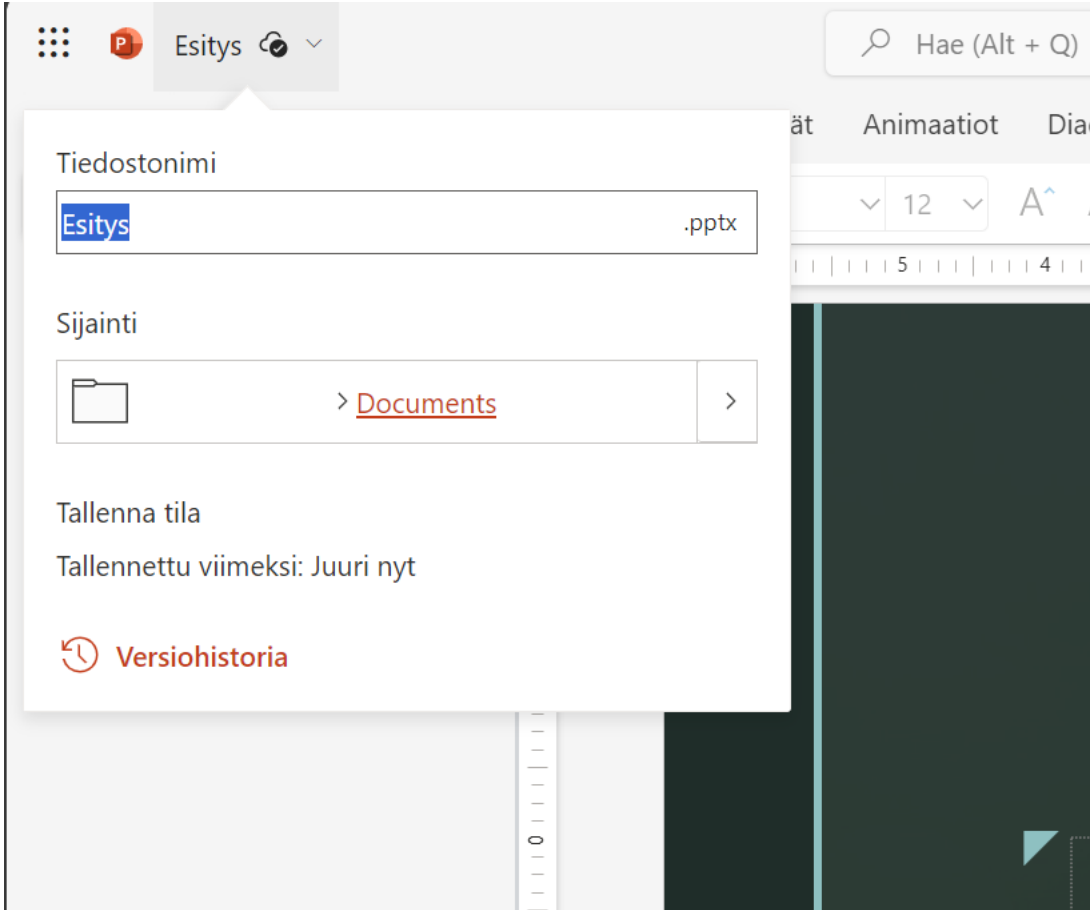 P Esitys
Hae (Alt + Q)
ät Animaatiot
Tiedostonimi
Esitys .pptx
12 A
5 4
Sijainti
> Documents >
Tallenna tila
Tallennettu viimeksi: Juuri nyt
Versiohistoria
0